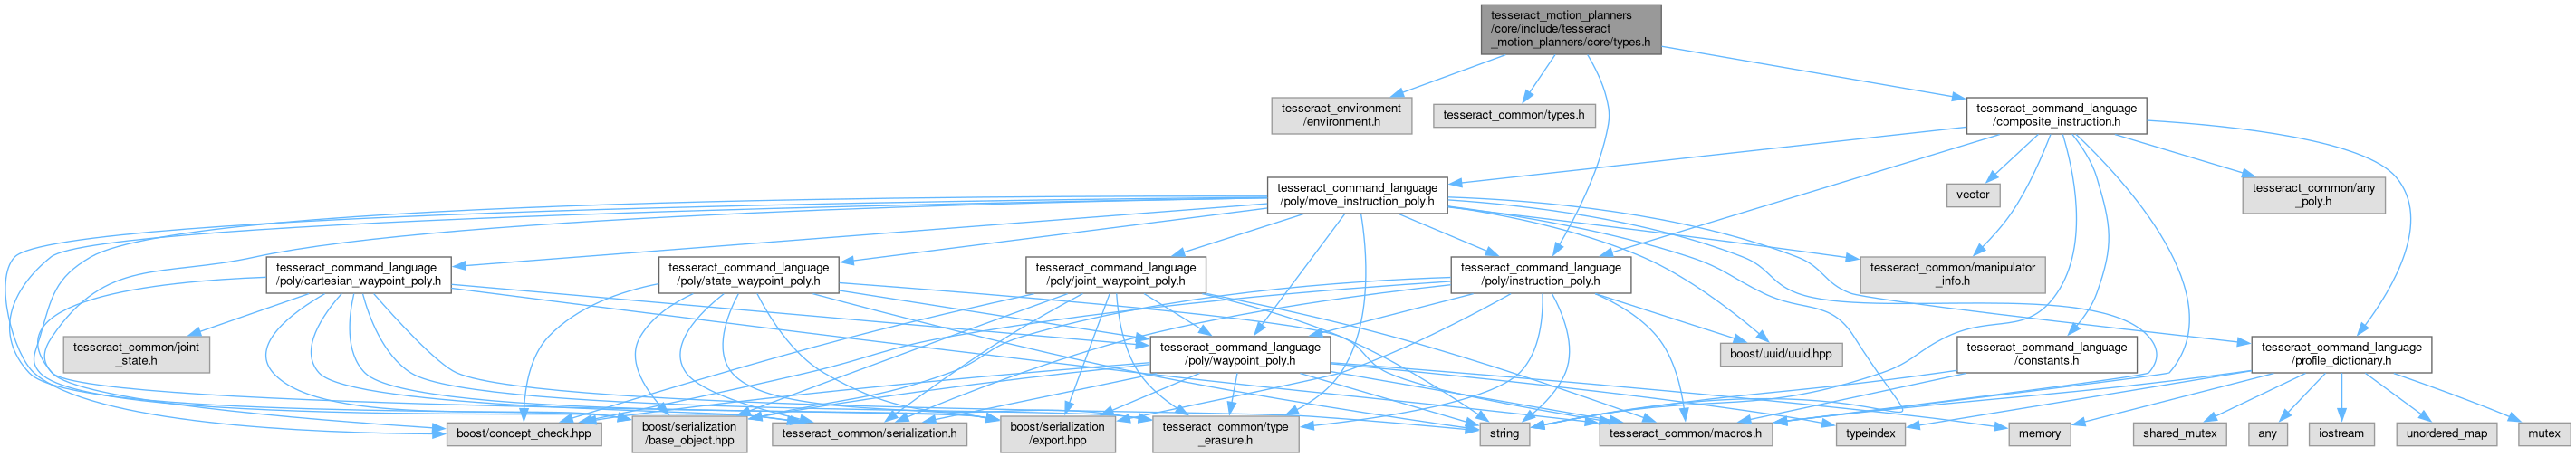 tesseract_motion_planners
/core/include/tesseract
_motion_planners/core/types.h
tesseract_environment
/environment.h
tesseract_common/types.h
tesseract_command_language
/composite_instruction.h
tesseract_command_language
/poly/move_instruction_poly.h
vector
tesseract_common/any
_poly.h
tesseract_command_language
/poly/cartesian_waypoint_poly.h
tesseract_command_language
/poly/state_waypoint_poly.h
tesseract_command_language
/poly/joint_waypoint_poly.h
tesseract_command_language
/poly/instruction_poly.h
tesseract_common/manipulator
_info.h
tesseract_common/joint
_state.h
tesseract_command_language
/poly/waypoint_poly.h
boost/uuid/uuid.hpp
tesseract_command_language
/constants.h
tesseract_command_language
/profile_dictionary.h
boost/concept_check.hpp
boost/serialization
/base_object.hpp
tesseract_common/serialization.h
boost/serialization
/export.hpp
tesseract_common/type
_erasure.h
string
tesseract_common/macros.h
typeindex
memory
shared_mutex
any
iostream
unordered_map
mutex